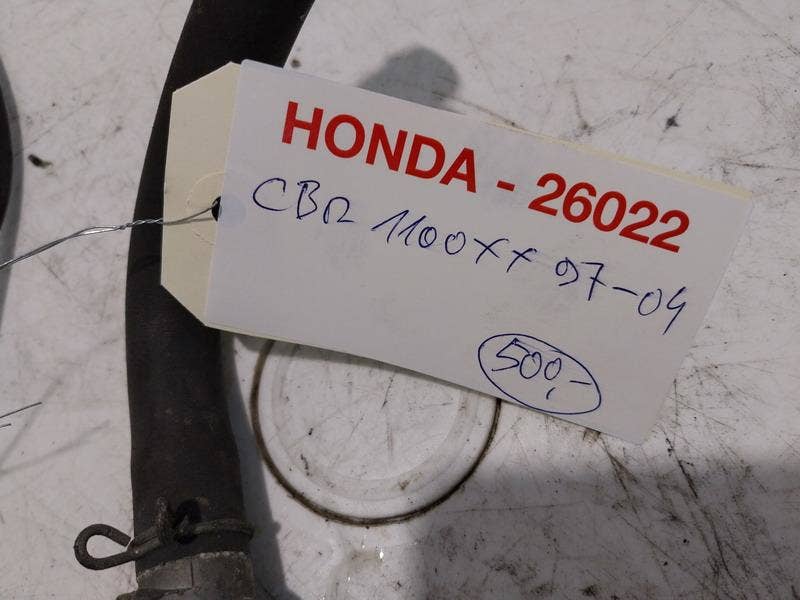 HONDA - 26022
CBR 1100XX 97-04
500,-